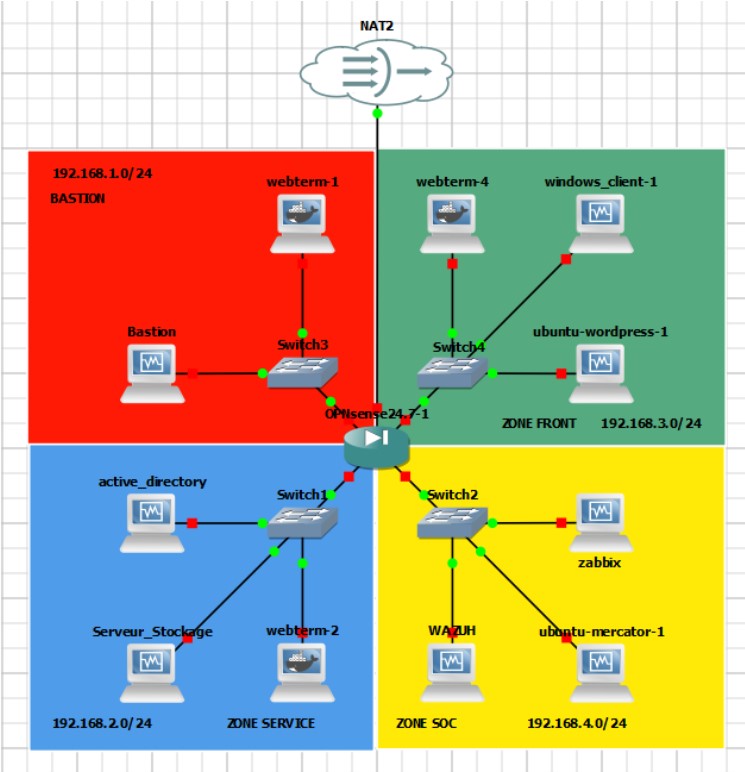 NAT2
192.168.1.0/24
BASTION
webterm-1
Bastion
Switch3
webterm-4
windows_client-1
Switch4
ubuntu-wordpress-1
ZONE FRONT
192.168.3.0/24
OPNsense24.7-1
active_directory
Switch1
Serveur_Stockage
webterm-2
192.168.2.0/24
ZONE SERVICE
Switch2
zabbix
WAZUH
ubuntu-mercator-1
ZONE SOC
192.168.4.0/24